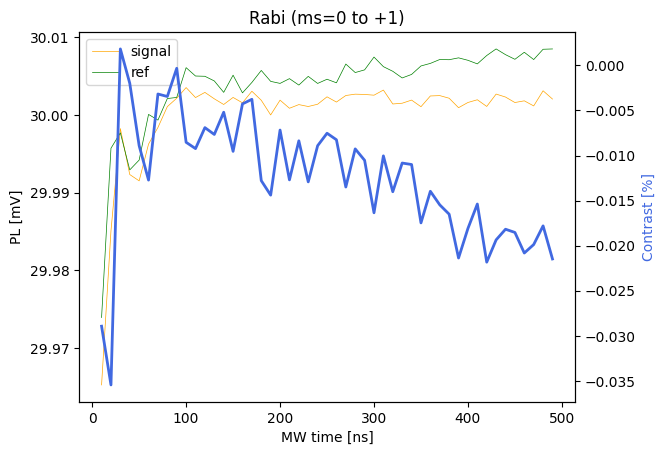 Rabi (ms=0 to +1)
signal
ref
PL [mV]
30.01
30.00
29.99
29.98
29.97
0.000
−0.005
−0.010
−0.015
−0.020
−0.025
−0.030
−0.035
Contrast [%]
0 100 200 300 400 500
MW time [ns]